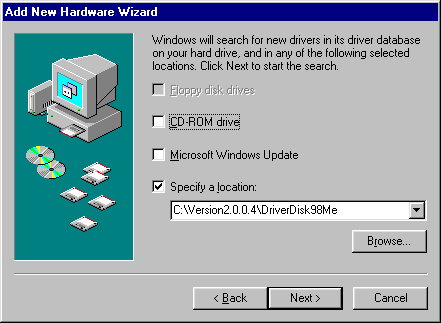 Add New Hardware Wizard
Windows will search for new drivers in its driver database
on your hard drive, and in any of the following selected
locations. Click Next to start the search.
Floppy disk drives
CD-ROM drive
Microsoft Windows Update
Specify a location:
C:\Version2.0.0.4\DriverDisk98Me
Browse...
< Back
Next >
Cancel